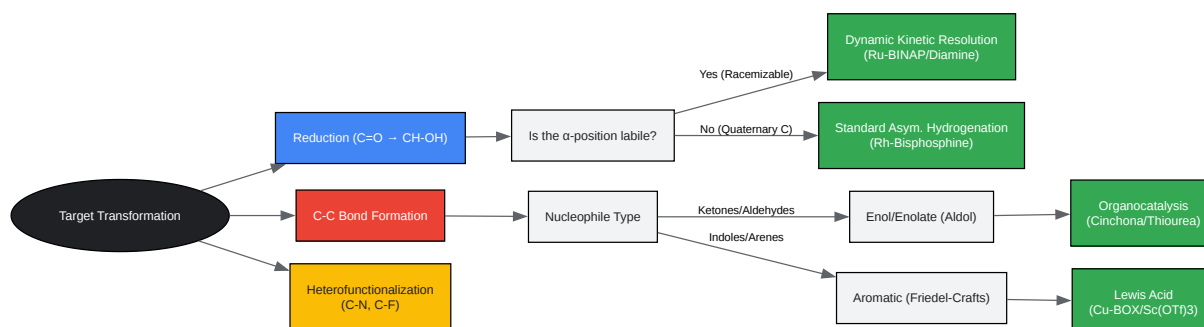 Target Transformation
Reduction (C=O → CH-OH)
Is the α-position labile?
Yes (Racemizable)
Dynamic Kinetic Resolution
(Ru-BINAP/Diamine)
No (Quaternary C)
Standard Asym. Hydrogenation
(Rh-Bisphosphine)
C-C Bond Formation
Nucleophile Type
Ketones/Aldehydes
Enol/Enolate (Aldol)
Organocatalysis
(Cinchona/Thiourea)
Indoles/Arenes
Aromatic (Friedel-Crafts)
Lewis Acid
(Cu-BOX/Sc(OTf)3)
Heterofunctionalization
(C-N, C-F)